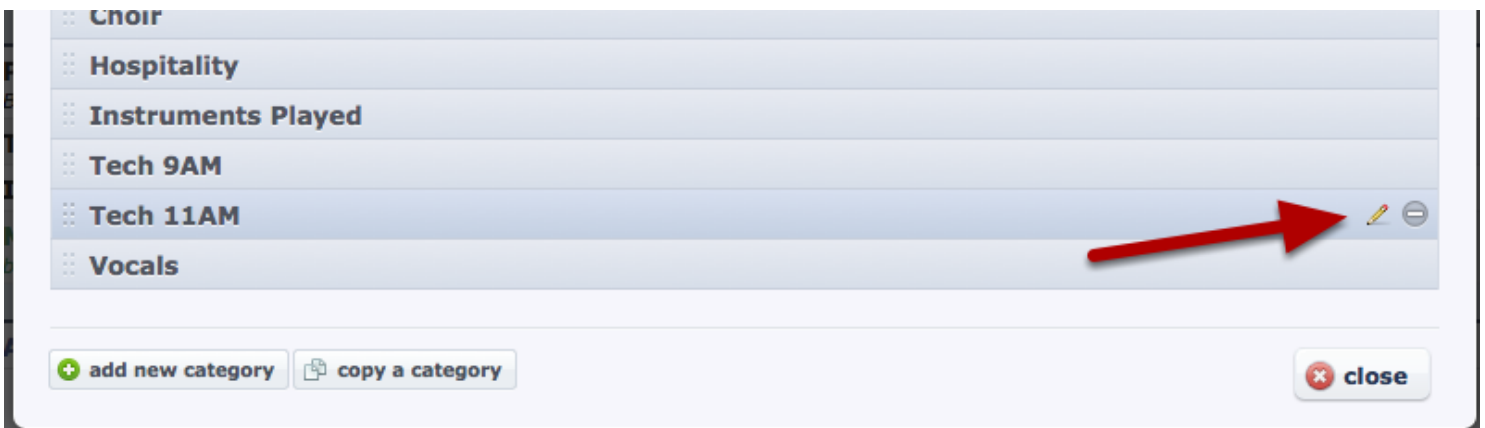 Choir
Hospitality
Instruments Played
Tech 9AM
Tech 11AM
Vocals
add new category
copy a category
close